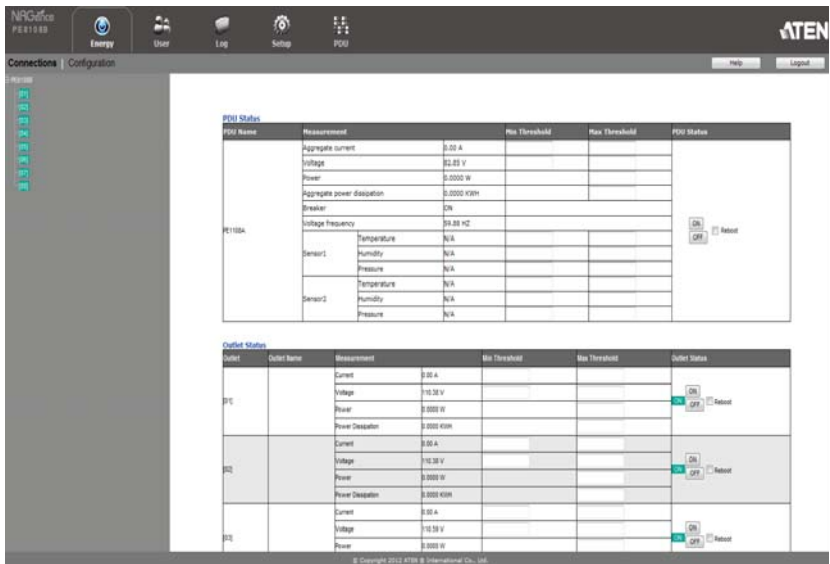 NRGence
PE8108B
Energy
User
Log
Setup
PDU
ATEN
Connections | Configuration
Help
Logout
[01]
[02]
[03]
[04]
[05]
[06]
[07]
[08]
PDU Status
PDU Name Measurement Min Threshold Max Threshold PDU Status
Aggregate current 0.00 A
Voltage 82.85 V
Power 0.0000 W
Aggregate power dissipation 0.0000 KWH
Breaker ON
Voltage frequency 59.88 HZ
PE1108A
ON
OFF
Reboot
Sensor1
Temperature N/A
Humidity N/A
Pressure N/A
Sensor2
Temperature N/A
Humidity N/A
Pressure N/A
Outlet Status
Outlet Outlet Name Measurement Min Threshold Max Threshold Outlet Status
[01]
Current 0.00 A
Voltage 110.38 V
Power 0.0000 W
Power Dissipation 0.0000 KWH
ON
ON
OFF
Reboot
[02]
Current 0.00 A
Voltage 110.38 V
Power 0.0000 W
Power Dissipation 0.0000 KWH
ON
ON
OFF
Reboot
[03]
Current 0.00 A
Voltage 110.59 V
Power 0.0000 W
ON
ON
OFF
Reboot
© Copyright 2012 ATEN ® International Co., Ltd.